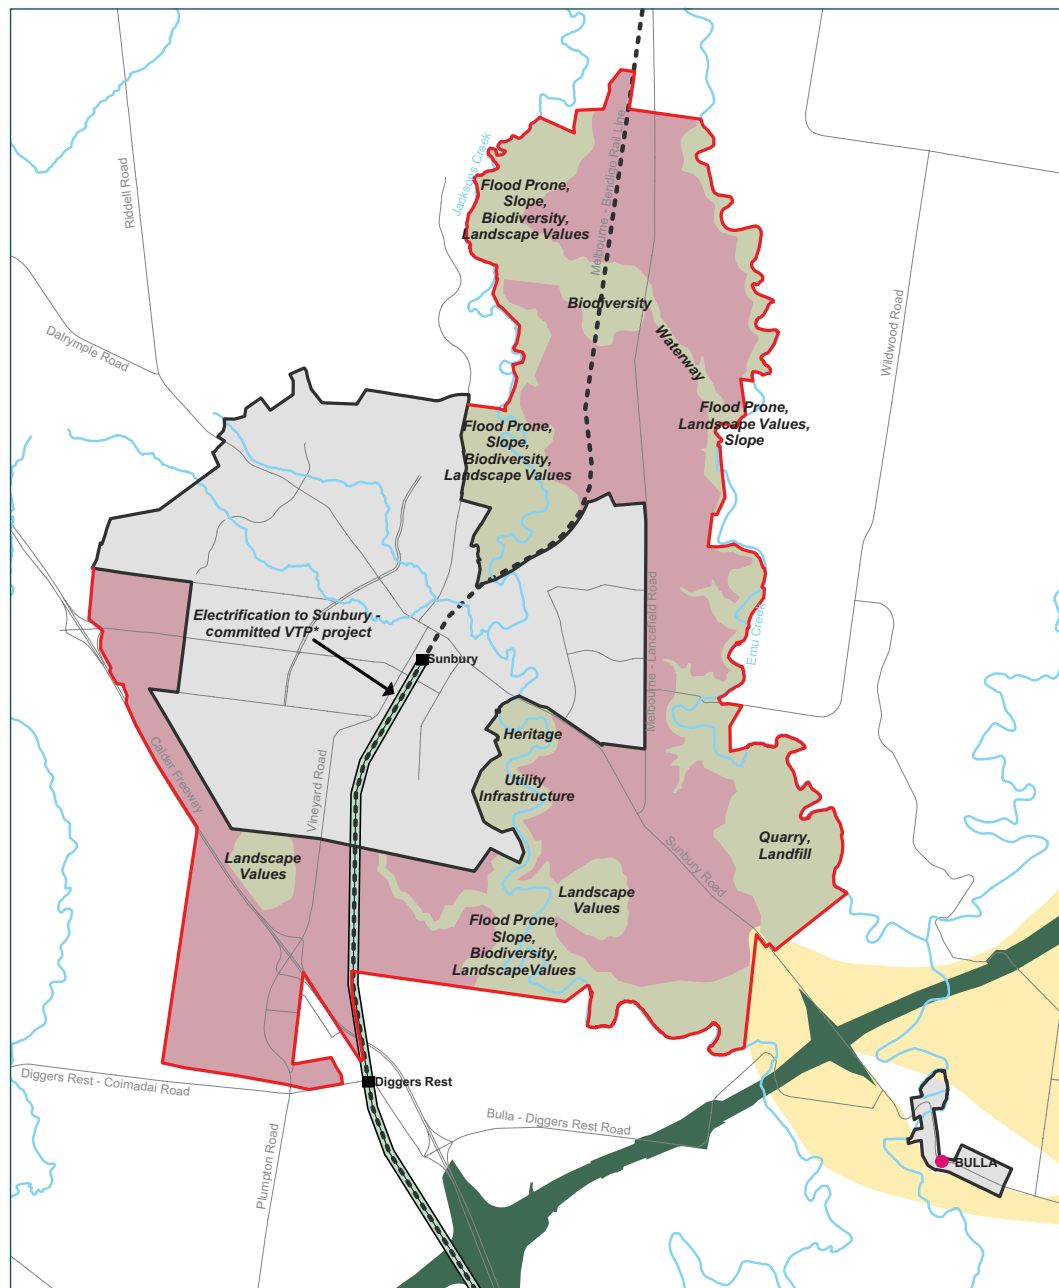 Jacksons Creek
Melbourne - Bendigo Rail Line
Riddell Road
Flood Prone,
Slope,
Biodiversity,
Landscape Values
Biodiversity
Waterway
Wildwood Road
Dalrymple Road
Flood Prone,
Landscape Values,
Slope
Flood Prone,
Slope,
Biodiversity,
Landscape Values
Electrification to Sunbury -
committed VTP* project
Sunbury
Melbourne - Lancefield Road
Emu Creek
Heritage
Utility
Infrastructure
Calder Freeway
Vineyard Road
Sunbury Road
Quarry,
Landfill
Landscape
Values
Landscape
Values
Flood Prone,
Slope,
Biodiversity,
LandscapeValues
Diggers Rest - Coimadai Road
Diggers Rest
Bulla - Diggers Rest Road
Plumpton Road
BULLA